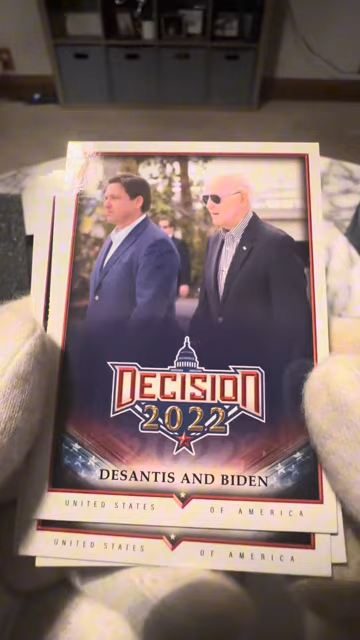 DECISION
2022
DESANTIS AND BIDEN
UNITED STATES OF AMERICA
UNITED STATES OF AMERICA